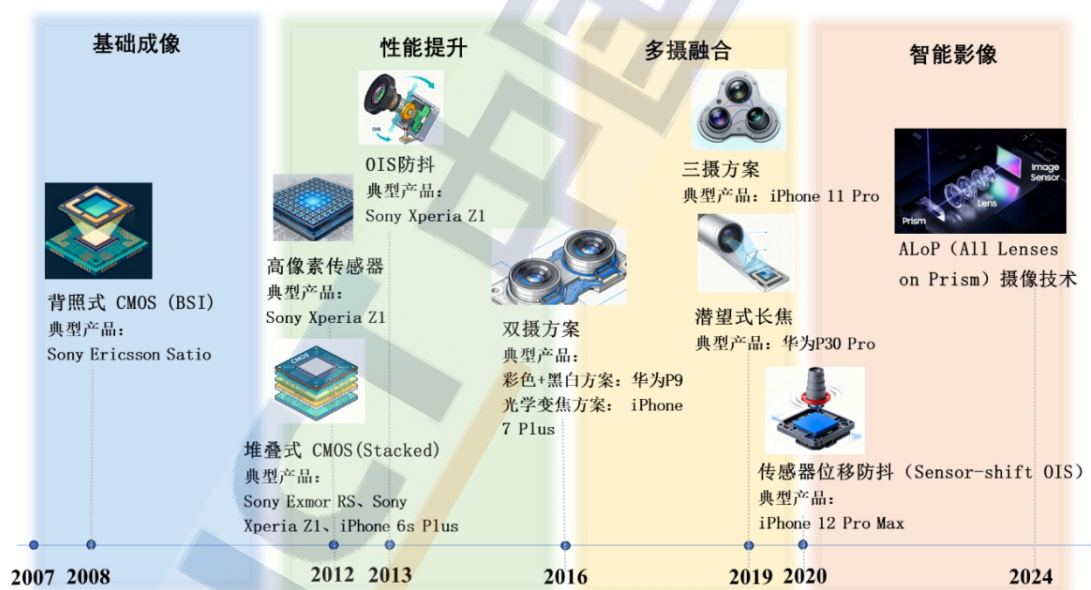 基础成像
性能提升
多摄融合
智能影像
背照式 CMOS (BSI)
典型产品:
Sony Ericsson Satio
OIS
OIS防抖
典型产品:
Sony Xperia Z1
高像素传感器
典型产品:
Sony Xperia Z1
CMOS
堆叠式 CMOS(Stacked)
典型产品:
Sony Exmor RS、Sony
Xperia Z1、iPhone 6s Plus
双摄方案
典型产品:
彩色+黑白方案: 华为P9
光学变焦方案: iPhone
7 Plus
三摄方案
典型产品: iPhone 11 Pro
潜望式长焦
典型产品: 华为P30 Pro
传感器位移防抖（Sensor-shift OIS）
典型产品:
iPhone 12 Pro Max
Image
Sensor
Lens
Prism
ALoP（All Lenses
on Prism）摄像技术
2007 2008 2012 2013 2016 2019 2020 2024